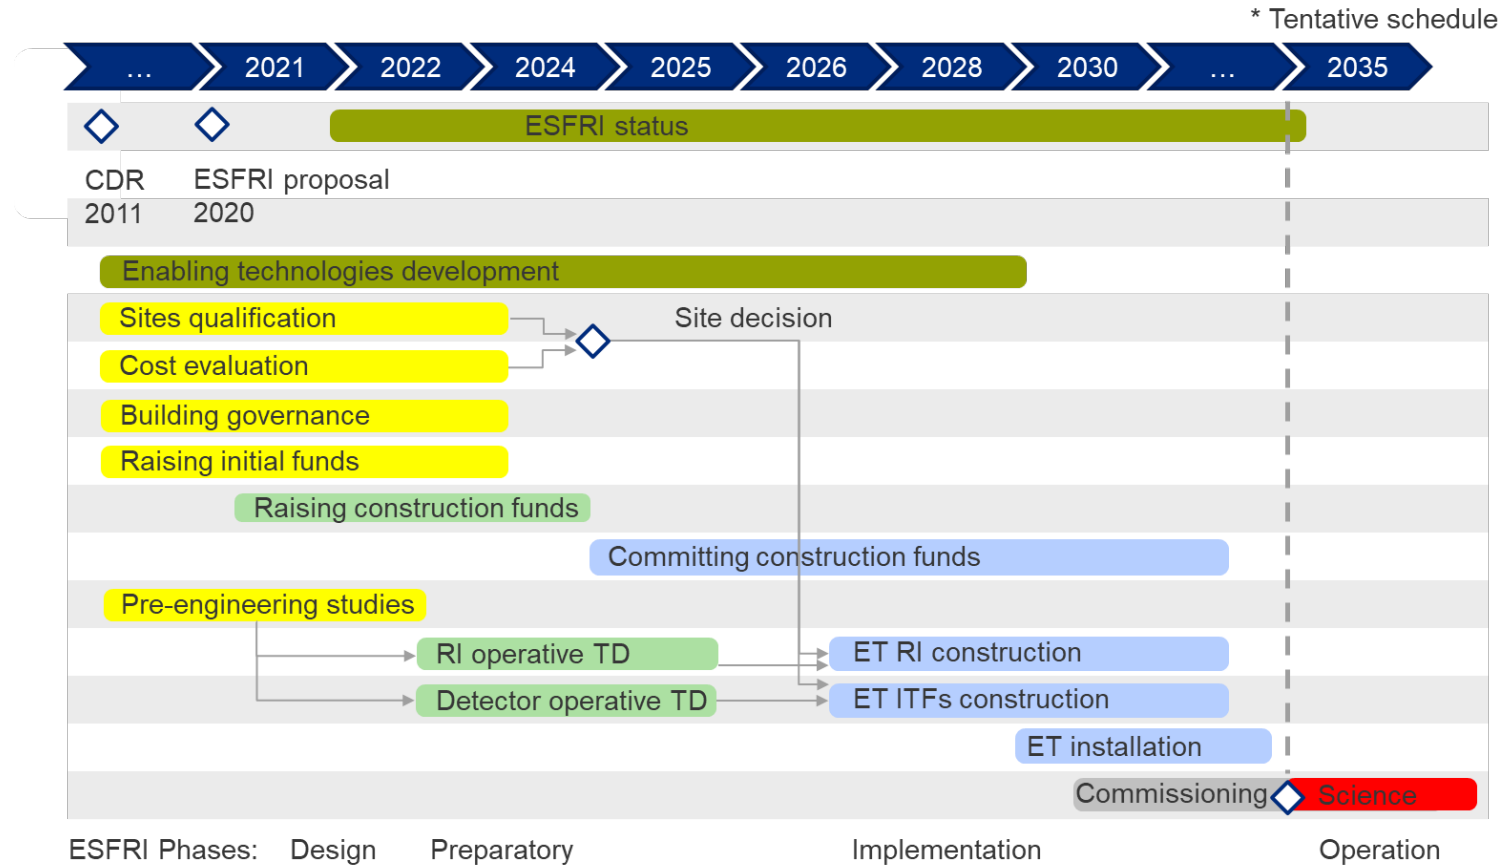 * Tentative schedule
... 2021 2022 2024 2025 2026 2028 2030 ... 2035
ESFRI status
CDR ESFRI proposal
2011 2020
Enabling technologies development
Sites qualification Site decision
Cost evaluation
Building governance
Raising initial funds
Raising construction funds
Committing construction funds
Pre-engineering studies
RI operative TD ET RI construction
Detector operative TD ET ITFs construction
ET installation
Commissioning Science
ESFRI Phases: Design Preparatory Implementation Operation